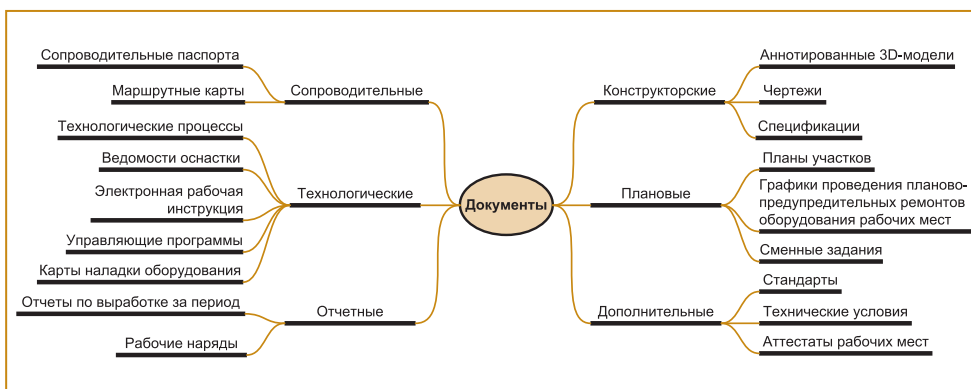 Сопроводительные паспорта
Маршрутные карты
Сопроводительные
Технологические процессы
Ведомости оснастки
Электронная рабочая
инструкция
Управляющие программы
Карты наладки оборудования
Технологические
Отчеты по выработке за период
Рабочие наряды
Отчетные
Документы
Конструкторские
Аннотированные 3D-модели
Чертежи
Спецификации
Плановые
Планы участков
Графики проведения планово-
предупредительных ремонтов
оборудования рабочих мест
Сменные задания
Дополнительные
Стандарты
Технические условия
Аттестаты рабочих мест